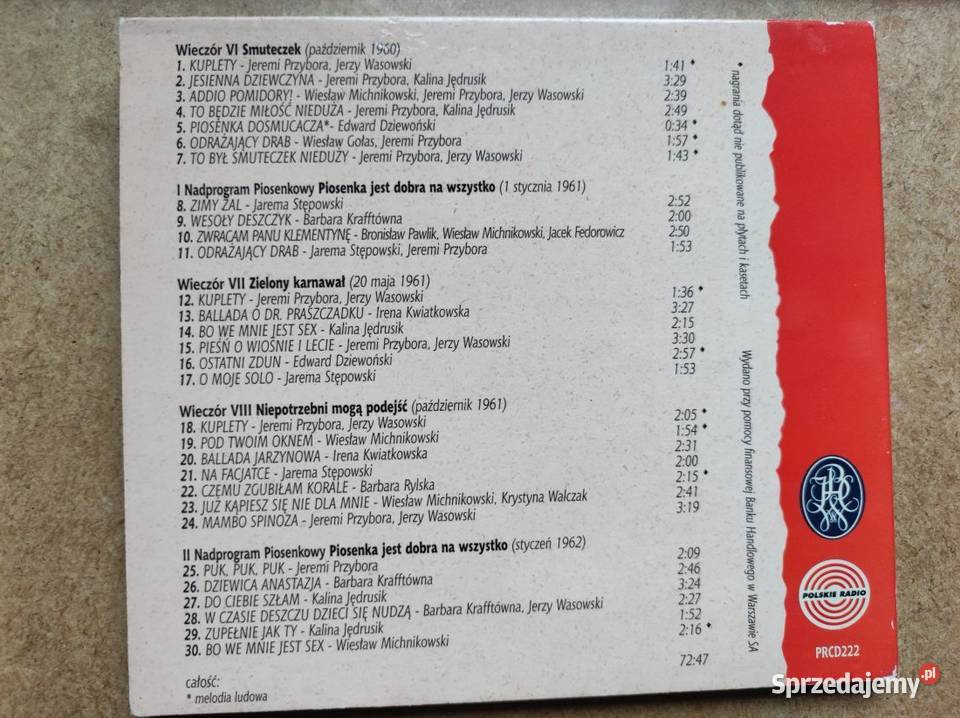 Wieczór VI Smuteczek (październik 1960)
1. KUPLETY - Jeremi Przybora, Jerzy Wasowski 1:41 *
2. JESIENNA DZIEWCZYNA - Jeremi Przybora, Kalina Jędrusik 3:29
3. ADDIO POMIDORY! - Wiesław Michnikowski, Jeremi Przybora, Jerzy Wasowski 2:39
4. TO BĘDZIE MIŁOŚĆ NIEDUŻA - Jeremi Przybora, Kalina Jędrusik 2:49
5. PIOSENKA DOSMUCACZA*- Edward Dziewoński 0:34 *
6. ODRAŻAJĄCY DRAB - Wiesław Gołas, Jeremi Przybora 1:57 *
7. TO BYŁ SMUTECZEK NIEDUŻY - Jeremi Przybora, Jerzy Wasowski 1:43 *
I Nadprogram Piosenkowy Piosenka jest dobra na wszystko (1 stycznia 1961)
8. ZIMY ŻAL - Jarema Stępowski 2:52
9. WESOŁY DESZCZYK - Barbara Krafftówna 2:00
10. ZWRACAM PANU KLEMENTYNĘ - Bronisław Pawlik, Wiesław Michnikowski, Jacek Fedorowicz 2:50
11. ODRAŻAJĄCY DRAB - Jarema Stępowski, Jeremi Przybora 1:53
Wieczór VII Zielony karnawał (20 maja 1961)
12. KUPLETY - Jeremi Przybora, Jerzy Wasowski 1:36 *
13. BALLADA O DR. PRASZCZADKU - Irena Kwiatkowska 3:27
14. BO WE MNIE JEST SEX - Kalina Jędrusik 2:15
15. PIEŚŃ O WIOŚNIE I LECIE - Jeremi Przybora, Jerzy Wasowski 3:30
16. OSTATNI ZDUN - Edward Dziewoński 2:57 *
17. O MOJE SOLO - Jarema Stępowski 1:53
Wieczór VIII Niepotrzebni mogą podejść (październik 1961)
18. KUPLETY - Jeremi Przybora, Jerzy Wasowski 2:05 *
19. POD TWOIM OKNEM - Wiesław Michnikowski 1:54 *
20. BALLADA JARZYNOWA - Irena Kwiatkowska 2:31
21. NA FACJATCE - Jarema Stępowski 2:00
22. CZEMU ZGUBIŁAM KORALE - Barbara Rylska 2:15 *
23. JUŻ KĄPIESZ SIĘ NIE DLA MNIE - Wiesław Michnikowski, Krystyna Walczak 2:41
24. MAMBO SPINOZA - Jeremi Przybora, Jerzy Wasowski 3:19
II Nadprogram Piosenkowy Piosenka jest dobra na wszystko (styczeń 1962)
25. PUK, PUK, PUK - Jeremi Przybora 2:09
26. DZIEWICA ANASTAZJA - Barbara Krafftówna 2:46
27. DO CIEBIE SZŁAM - Kalina Jędrusik 3:24
28. W CZASIE DESZCZU DZIECI SIĘ NUDZĄ - Barbara Krafftówna, Jerzy Wasowski 2:27
29. ZUPEŁNIE JAK TY - Kalina Jędrusik 1:52
30. BO WE MNIE JEST SEX - Wiesław Michnikowski 2:16 *
całość: 72:47
* melodia ludowa
* nagrania dotąd nie publikowane na płytach i kasetach
Wydano przy pomocy finansowej Banku Handlowego w Warszawie SA
POLSKIE RADIO
PRCD222
Sprzedajemy.pl